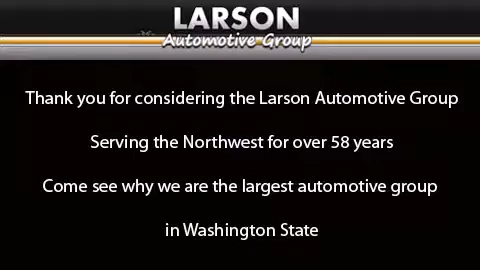 LARSON
Automotive Group
Thank you for considering the Larson Automotive Group
Serving the Northwest for over 58 years
Come see why we are the largest automotive group
in Washington State